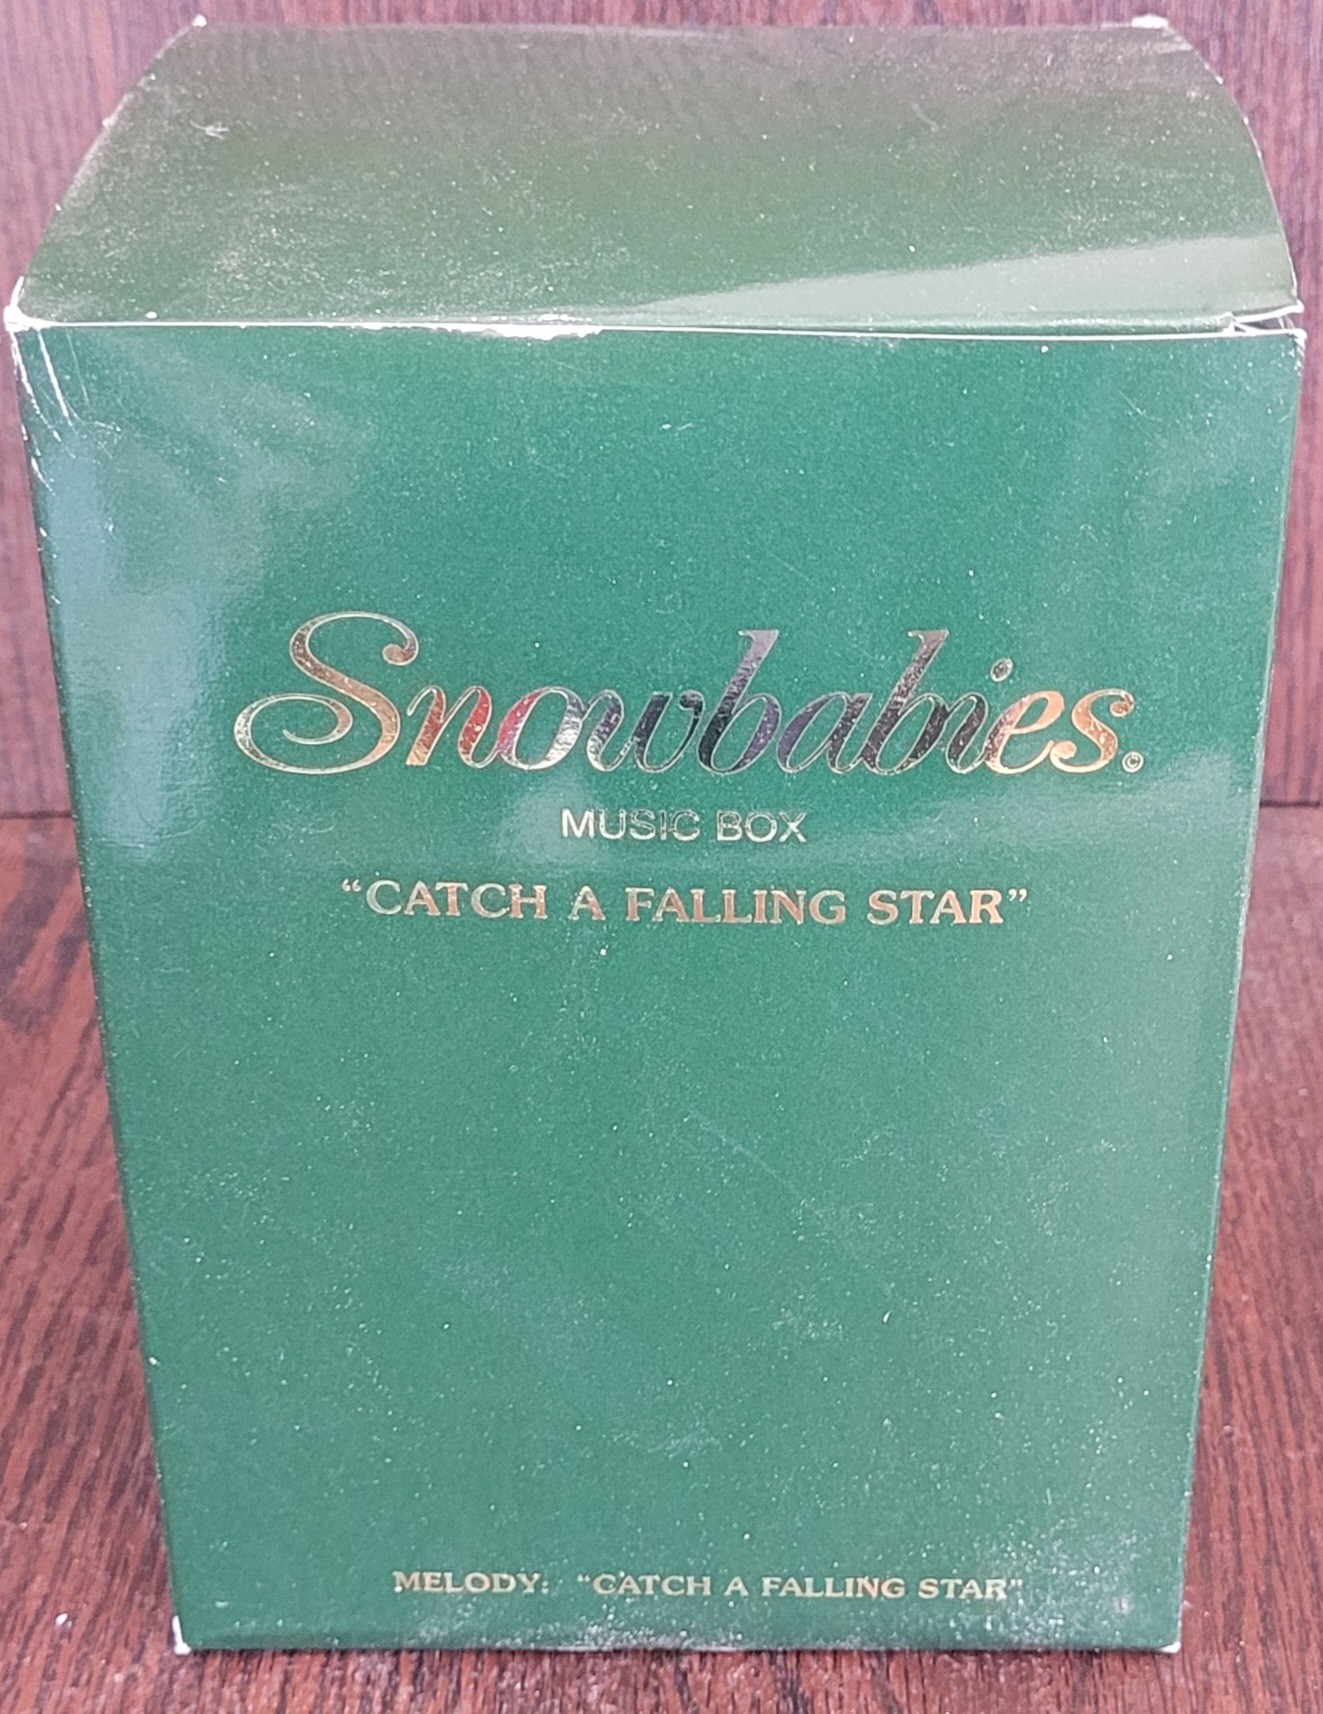 Snowbabies. ©
MUSIC BOX
“CATCH A FALLING STAR”
MELODY: “CATCH A FALLING STAR”